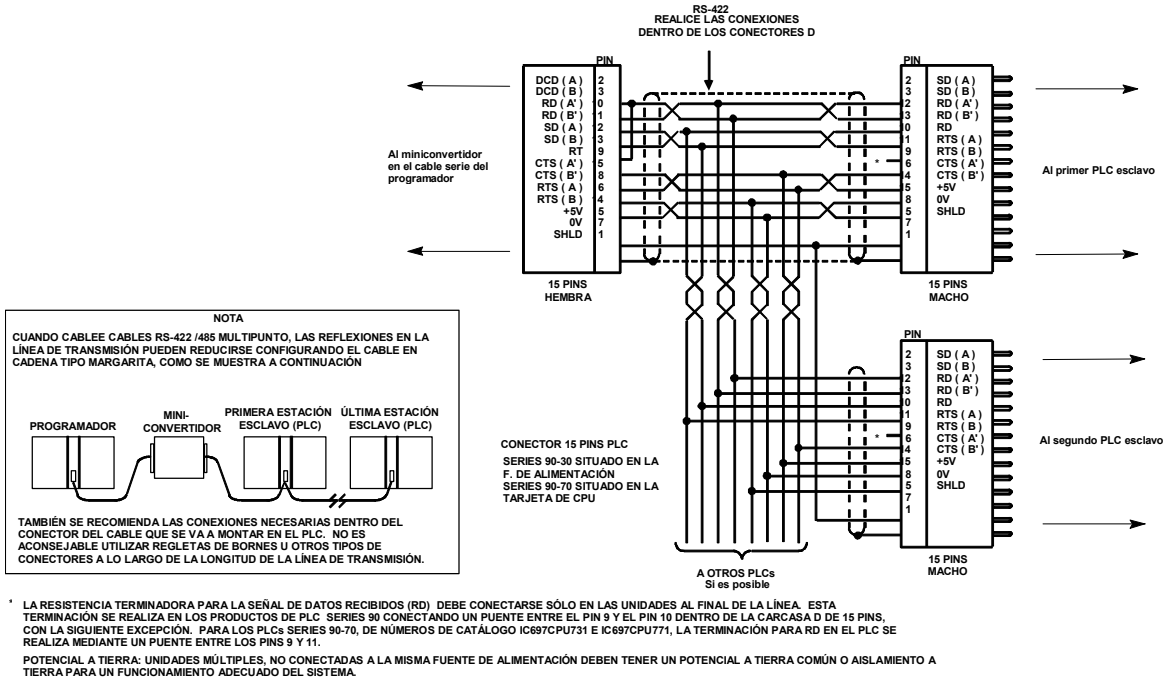 RS-422
REALICE LAS CONEXIONES
DENTRO DE LOS CONECTORES D
PIN
DCD ( A ) 2
DCD ( B ) 3
RD ( A' ) 0
RD ( B' ) 1
SD ( A ) 2
SD ( B ) 3
RT 9
CTS ( A' ) 5
CTS ( B' ) 8
RTS ( A ) 6
RTS ( B ) 4
+5V 5
0V 7
SHLD 1
15 PINS
HEMBRA
Al miniconvertidor
en el cable serie del
programador
PIN
2 SD ( A )
3 SD ( B )
2 RD ( A' )
3 RD ( B' )
0 RD
1 RTS ( A )
9 RTS ( B )
* 6 CTS ( A' )
4 CTS ( B' )
5 +5V
8 0V
5 SHLD
7
1
15 PINS
MACHO
Al primer PLC esclavo
PIN
2 SD ( A )
3 SD ( B )
2 RD ( A' )
3 RD ( B' )
0 RD
1 RTS ( A )
9 RTS ( B )
* 6 CTS ( A' )
4 CTS ( B' )
5 +5V
8 0V
5 SHLD
7
1
15 PINS
MACHO
Al segundo PLC esclavo
NOTA
CUANDO CABLEE CABLES RS-422 /485 MULTIPUNTO, LAS REFLEXIONES EN LA
LÍNEA DE TRANSMISIÓN PUEDEN REDUCIRSE CONFIGURANDO EL CABLE EN
CADENA TIPO MARGARITA, COMO SE MUESTRA A CONTINUACIÓN
PROGRAMADOR
MINI-
CONVERTIDOR
PRIMERA ESTACIÓN
ESCLAVO (PLC)
ÚLTIMA ESTACIÓN
ESCLAVO (PLC)
TAMBIÉN SE RECOMIENDA LAS CONEXIONES NECESARIAS DENTRO DEL
CONECTOR DEL CABLE QUE SE VA A MONTAR EN EL PLC. NO ES
ACONSEJABLE UTILIZAR REGLETAS DE BORNES U OTROS TIPOS DE
CONECTORES A LO LARGO DE LA LONGITUD DE LA LÍNEA DE TRANSMISIÓN.
CONECTOR 15 PINS PLC
SERIES 90-30 SITUADO EN LA
F. DE ALIMENTACIÓN
SERIES 90-70 SITUADO EN LA
TARJETA DE CPU
A OTROS PLCs
Si es posible
* LA RESISTENCIA TERMINADORA PARA LA SEÑAL DE DATOS RECIBIDOS (RD) DEBE CONECTARSE SÓLO EN LAS UNIDADES AL FINAL DE LA LÍNEA. ESTA
TERMINACIÓN SE REALIZA EN LOS PRODUCTOS DE PLC SERIES 90 CONECTANDO UN PUENTE ENTRE EL PIN 9 Y EL PIN 10 DENTRO DE LA CARCASA D DE 15 PINS,
CON LA SIGUIENTE EXCEPCIÓN. PARA LOS PLCs SERIES 90-70, DE NÚMEROS DE CATÁLOGO IC697CPU731 E IC697CPU771, LA TERMINACIÓN PARA RD EN EL PLC SE
REALIZA MEDIANTE UN PUENTE ENTRE LOS PINS 9 Y 11.
POTENCIAL A TIERRA: UNIDADES MÚLTIPLES, NO CONECTADAS A LA MISMA FUENTE DE ALIMENTACIÓN DEBEN TENER UN POTENCIAL A TIERRA COMÚN O AISLAMIENTO A
TIERRA PARA UN FUNCIONAMIENTO ADECUADO DEL SISTEMA.